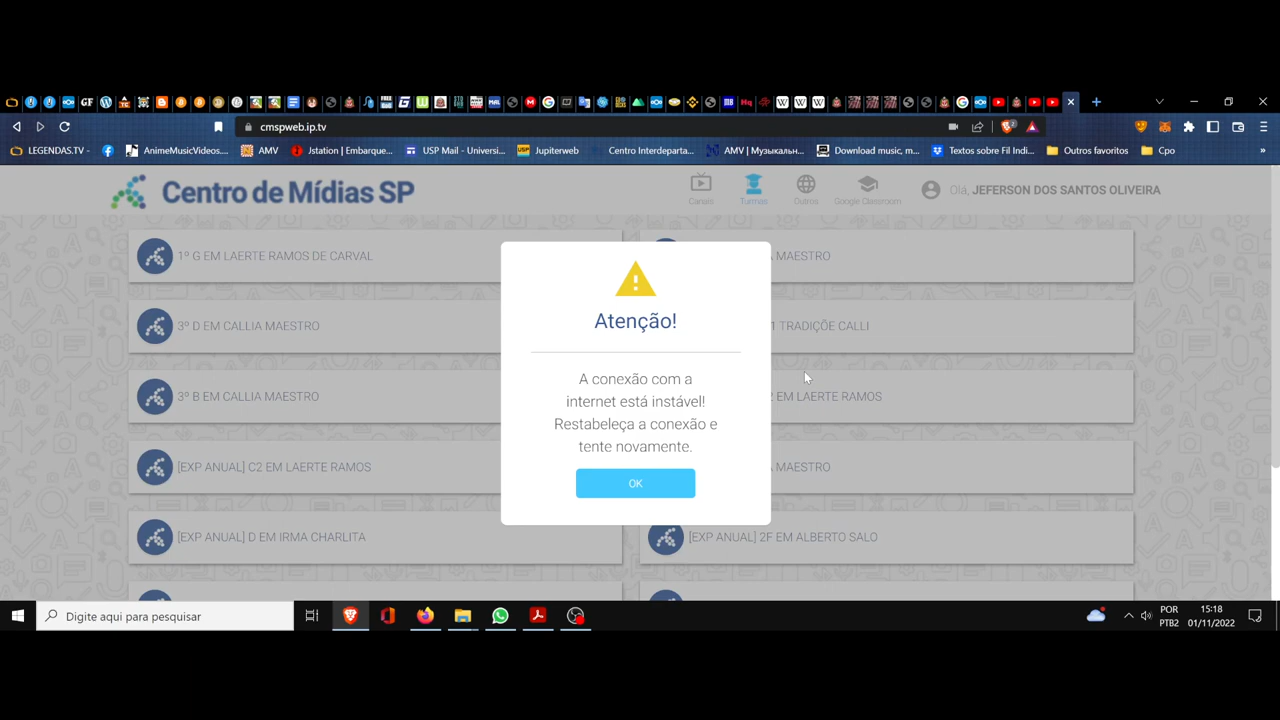 cmspweb.ip.tv
2
LEGENDAS.TV -
AnimeMusicVideos...
AMV
Jstation | Embarque...
USP Mail - Universi...
Jupiterweb
Centro Interdeparta...
AMV | Музыкальн...
Download music, m...
Textos sobre Fil Indi...
Outros favoritos
Cpo
»
Centro de Mídias SP
Canais
Turmas
Outros
Google Classroom
Olá, JEFERSON DOS SANTOS OLIVEIRA
1º G EM LAERTE RAMOS DE CARVAL
MAESTRO
3º D EM CALLIA MAESTRO
1 TRADIÇÕE CALLI
3º B EM CALLIA MAESTRO
2 EM LAERTE RAMOS
[EXP ANUAL] C2 EM LAERTE RAMOS
MAESTRO
[EXP ANUAL] D EM IRMA CHARLITA
[EXP ANUAL] 2F EM ALBERTO SALO
Atenção!
A conexão com a
internet está instável!
Restabeleça a conexão e
tente novamente.
OK
Digite aqui para pesquisar
POR
PTB2
15:18
01/11/2022